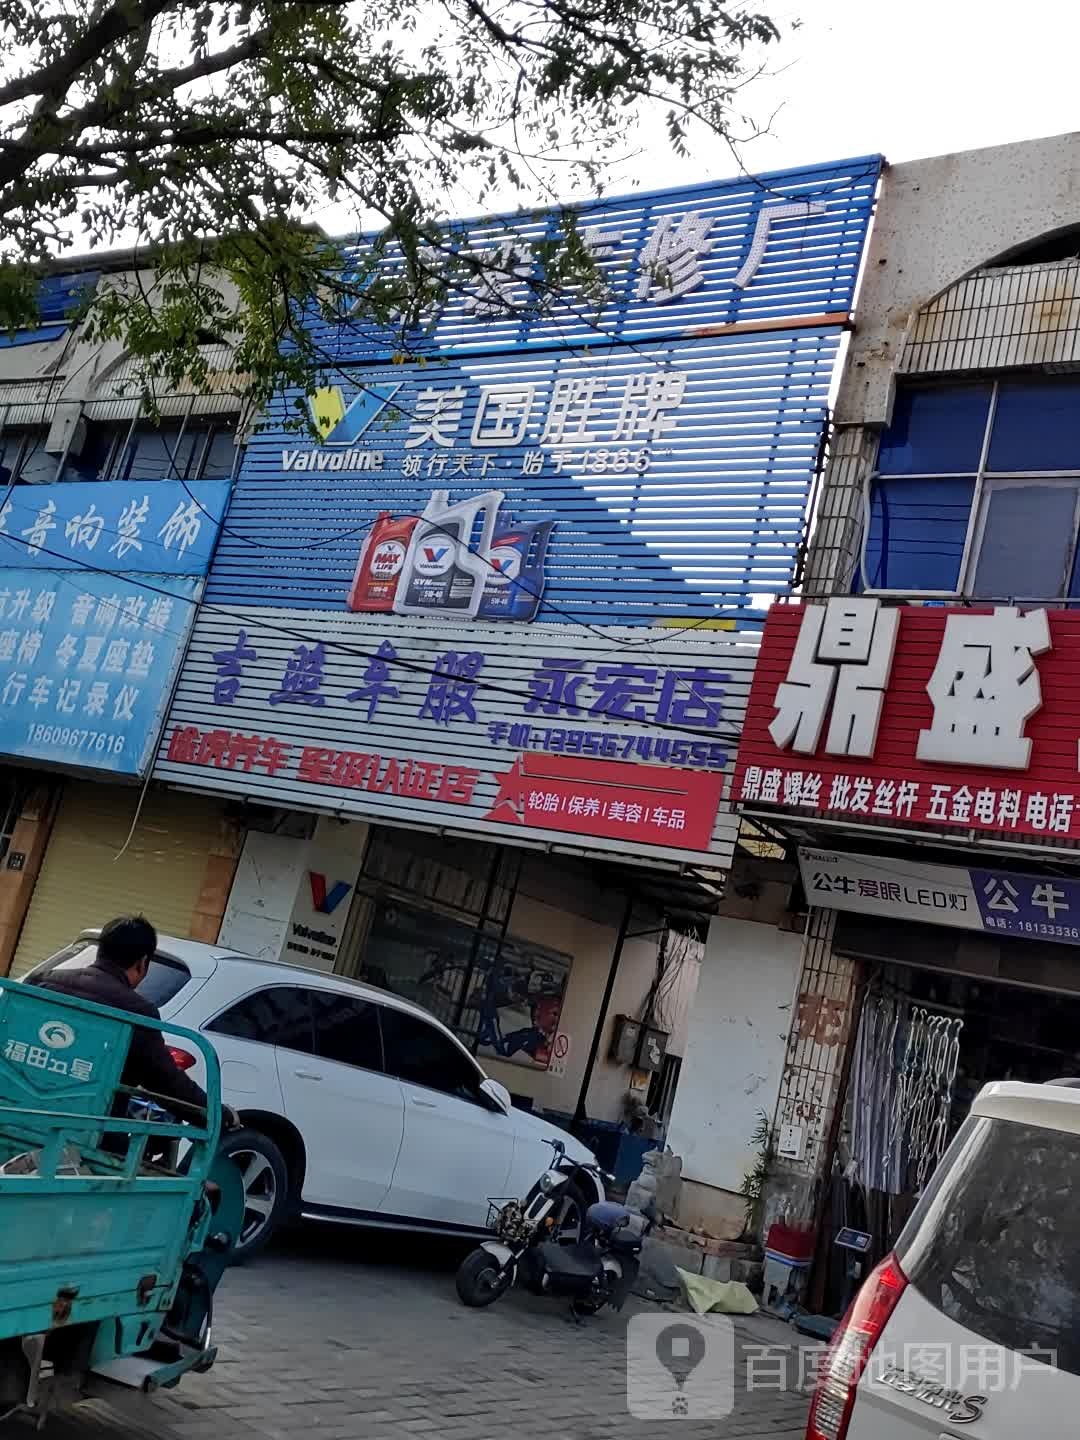 修厂
美国胜牌
Valvoline 领行天下·始于1866
MAX LIFE
Valvoline
SYN
5W-40
吉燕车服 永宏店
手机:13956744555
途虎养车 星级认证店
轮胎|保养|美容|车品
音响装饰
升级 音响改装
座椅 冬夏座垫
行车记录仪
18609677616
鼎盛
鼎盛螺丝 批发丝杆 五金电料 电话
公牛爱眼LED灯 公牛
电话:18133336
Valvoline
福田五星
百度地图用户